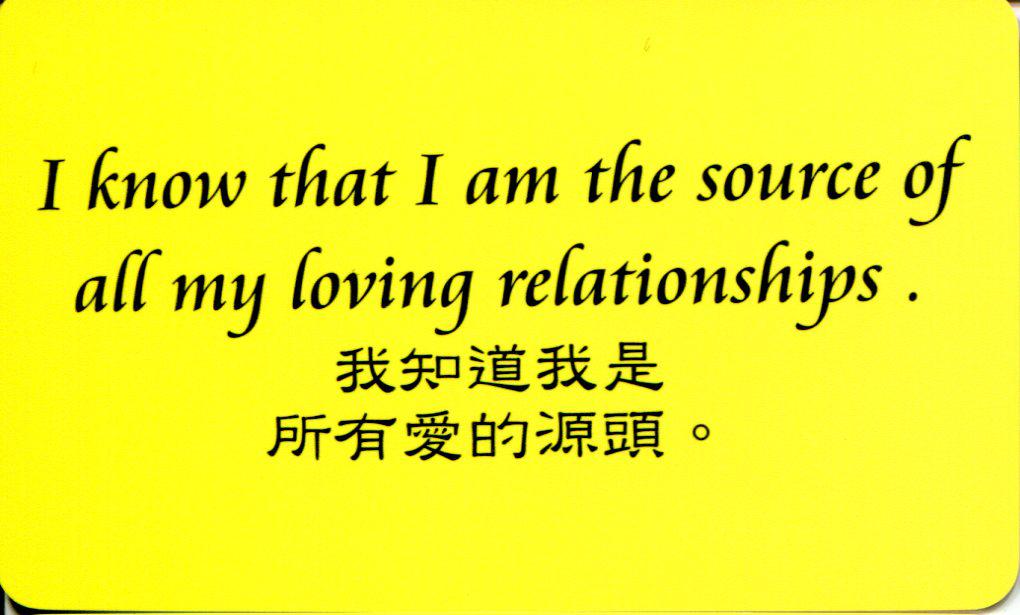 I know that I am the source of
all my loving relationships .
我知道我是
所有愛的源頭。